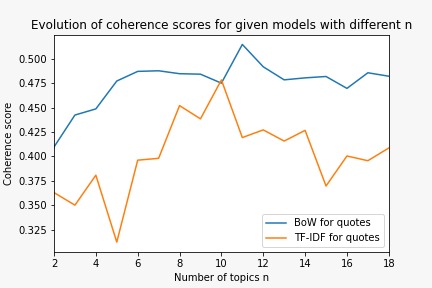 Evolution of coherence scores for given models with different n
Coherence score
0.500
0.475
0.450
0.425
0.400
0.375
0.350
0.325
2 4 6 8 10 12 14 16 18
Number of topics n
BoW for quotes
TF-IDF for quotes